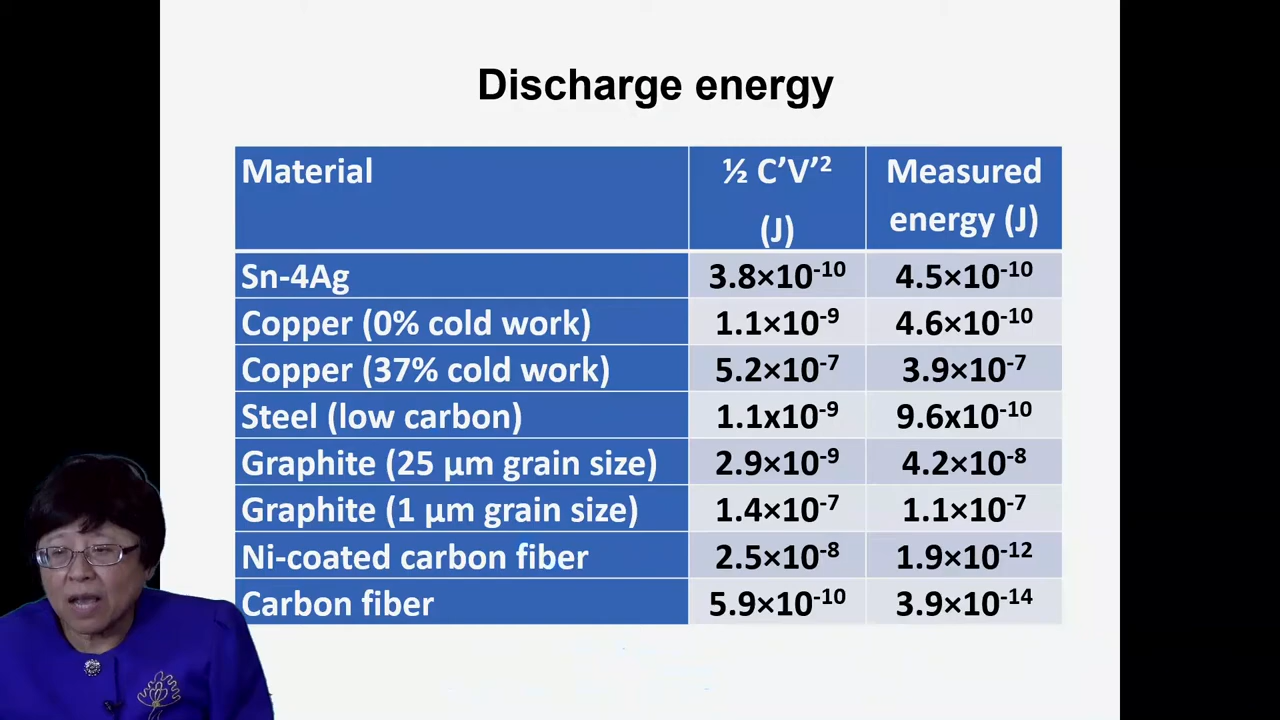 Discharge energy
Material ½ C’V’² Measured
(J) energy (J)
Sn-4Ag 3.8×10⁻¹⁰ 4.5×10⁻¹⁰
Copper (0% cold work) 1.1×10⁻⁹ 4.6×10⁻¹⁰
Copper (37% cold work) 5.2×10⁻⁷ 3.9×10⁻⁷
Steel (low carbon) 1.1x10⁻⁹ 9.6x10⁻¹⁰
Graphite (25 μm grain size) 2.9×10⁻⁹ 4.2×10⁻⁸
Graphite (1 μm grain size) 1.4×10⁻⁷ 1.1×10⁻⁷
Ni-coated carbon fiber 2.5×10⁻⁸ 1.9×10⁻¹²
Carbon fiber 5.9×10⁻¹⁰ 3.9×10⁻¹⁴